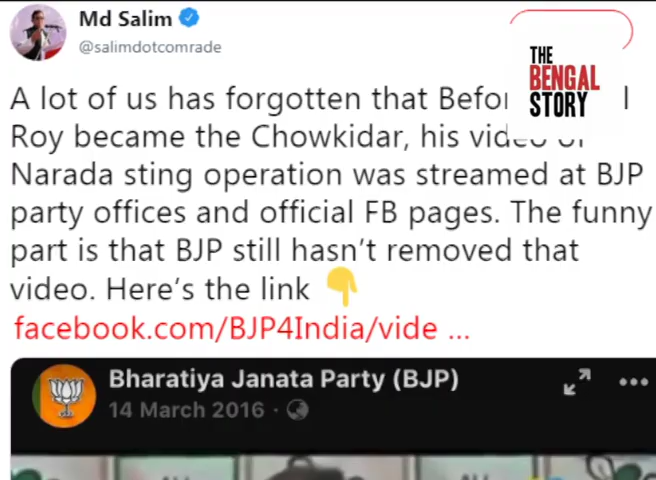 Md Salim
@salimdotcomrade
THE
BENGAL
STORY
A lot of us has forgotten that
Roy became the Chowkidar, his
Narada sting operation was streamed at BJP
party offices and official FB pages. The funny
part is that BJP still hasn't removed that
video. Here's the link 👇
facebook.com/BJP4India/vide ...
Bharatiya Janata Party (BJP)
14 March 2016 ·